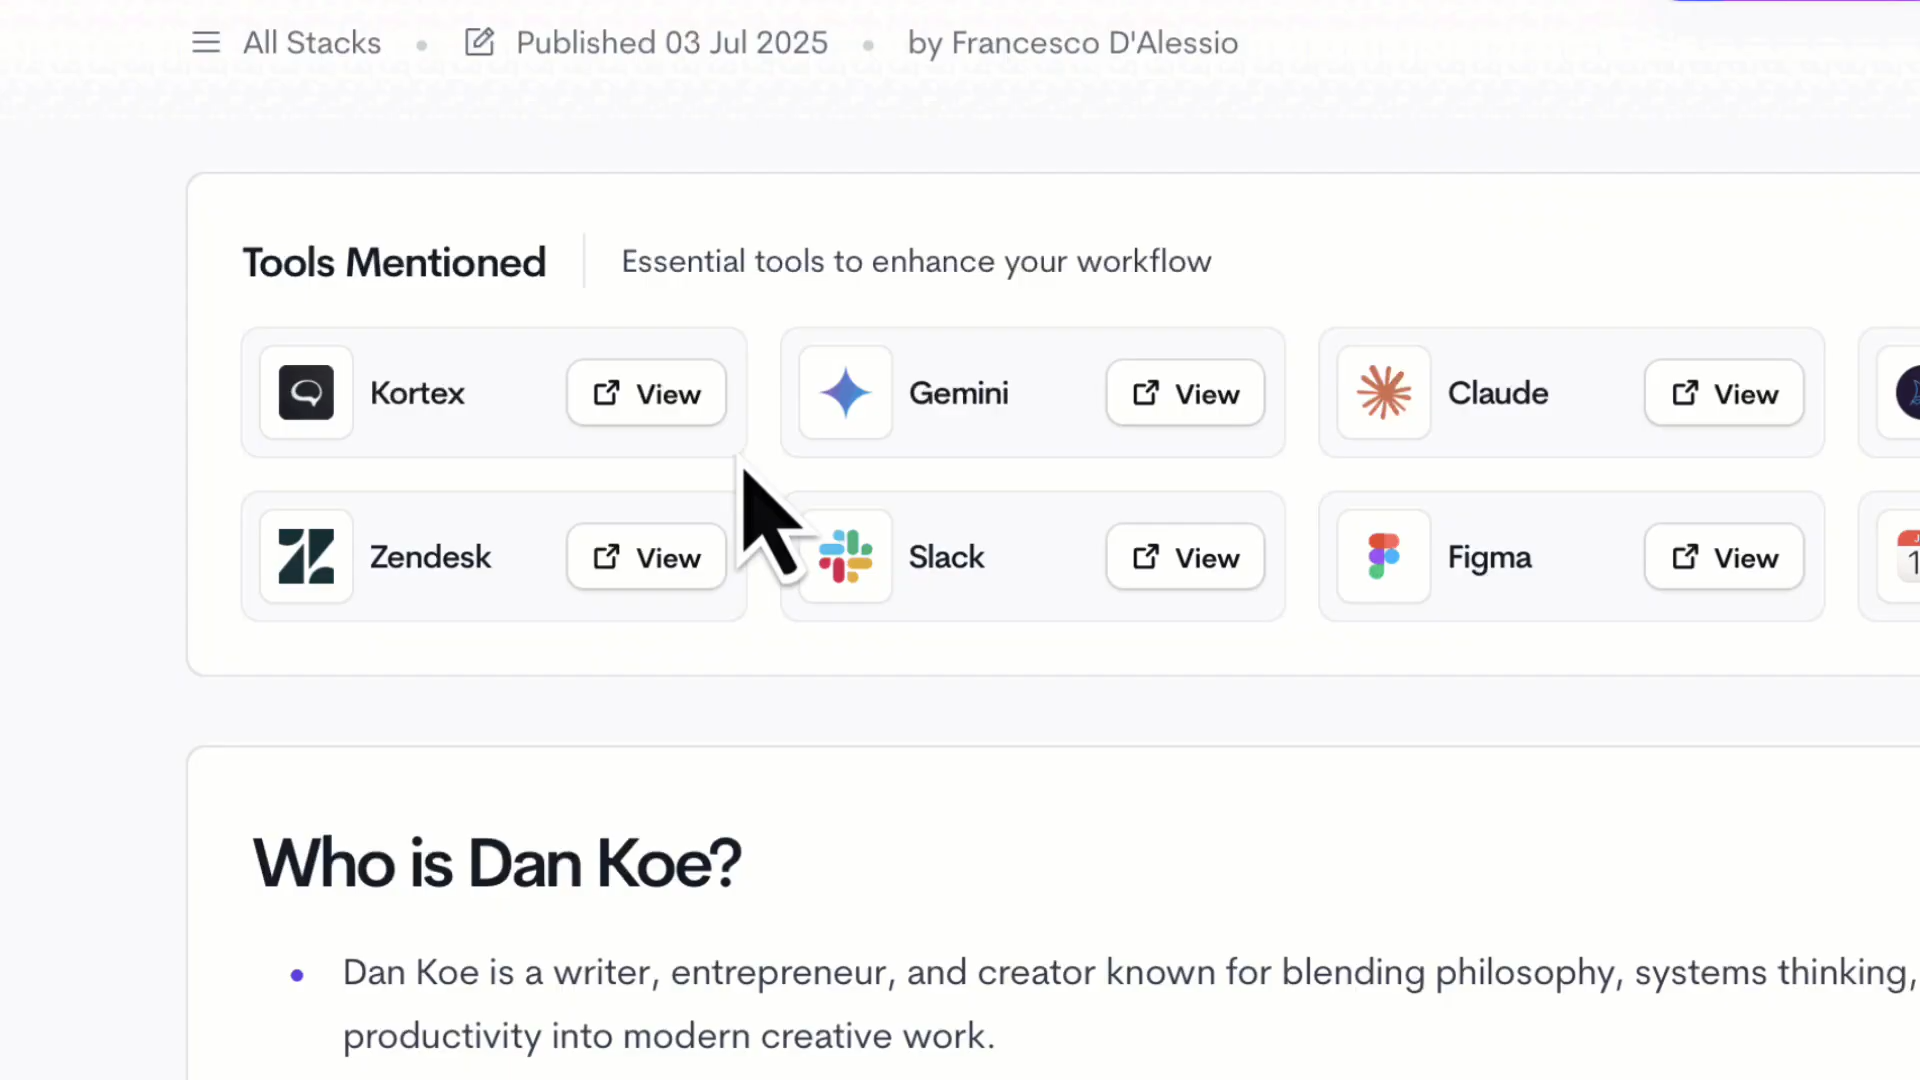 All Stacks • Published 03 Jul 2025 • by Francesco D'Alessio
Tools Mentioned Essential tools to enhance your workflow
Kortex View Gemini View Claude View
Zendesk View Slack View Figma View
Who is Dan Koe?
• Dan Koe is a writer, entrepreneur, and creator known for blending philosophy, systems thinking,
productivity into modern creative work.